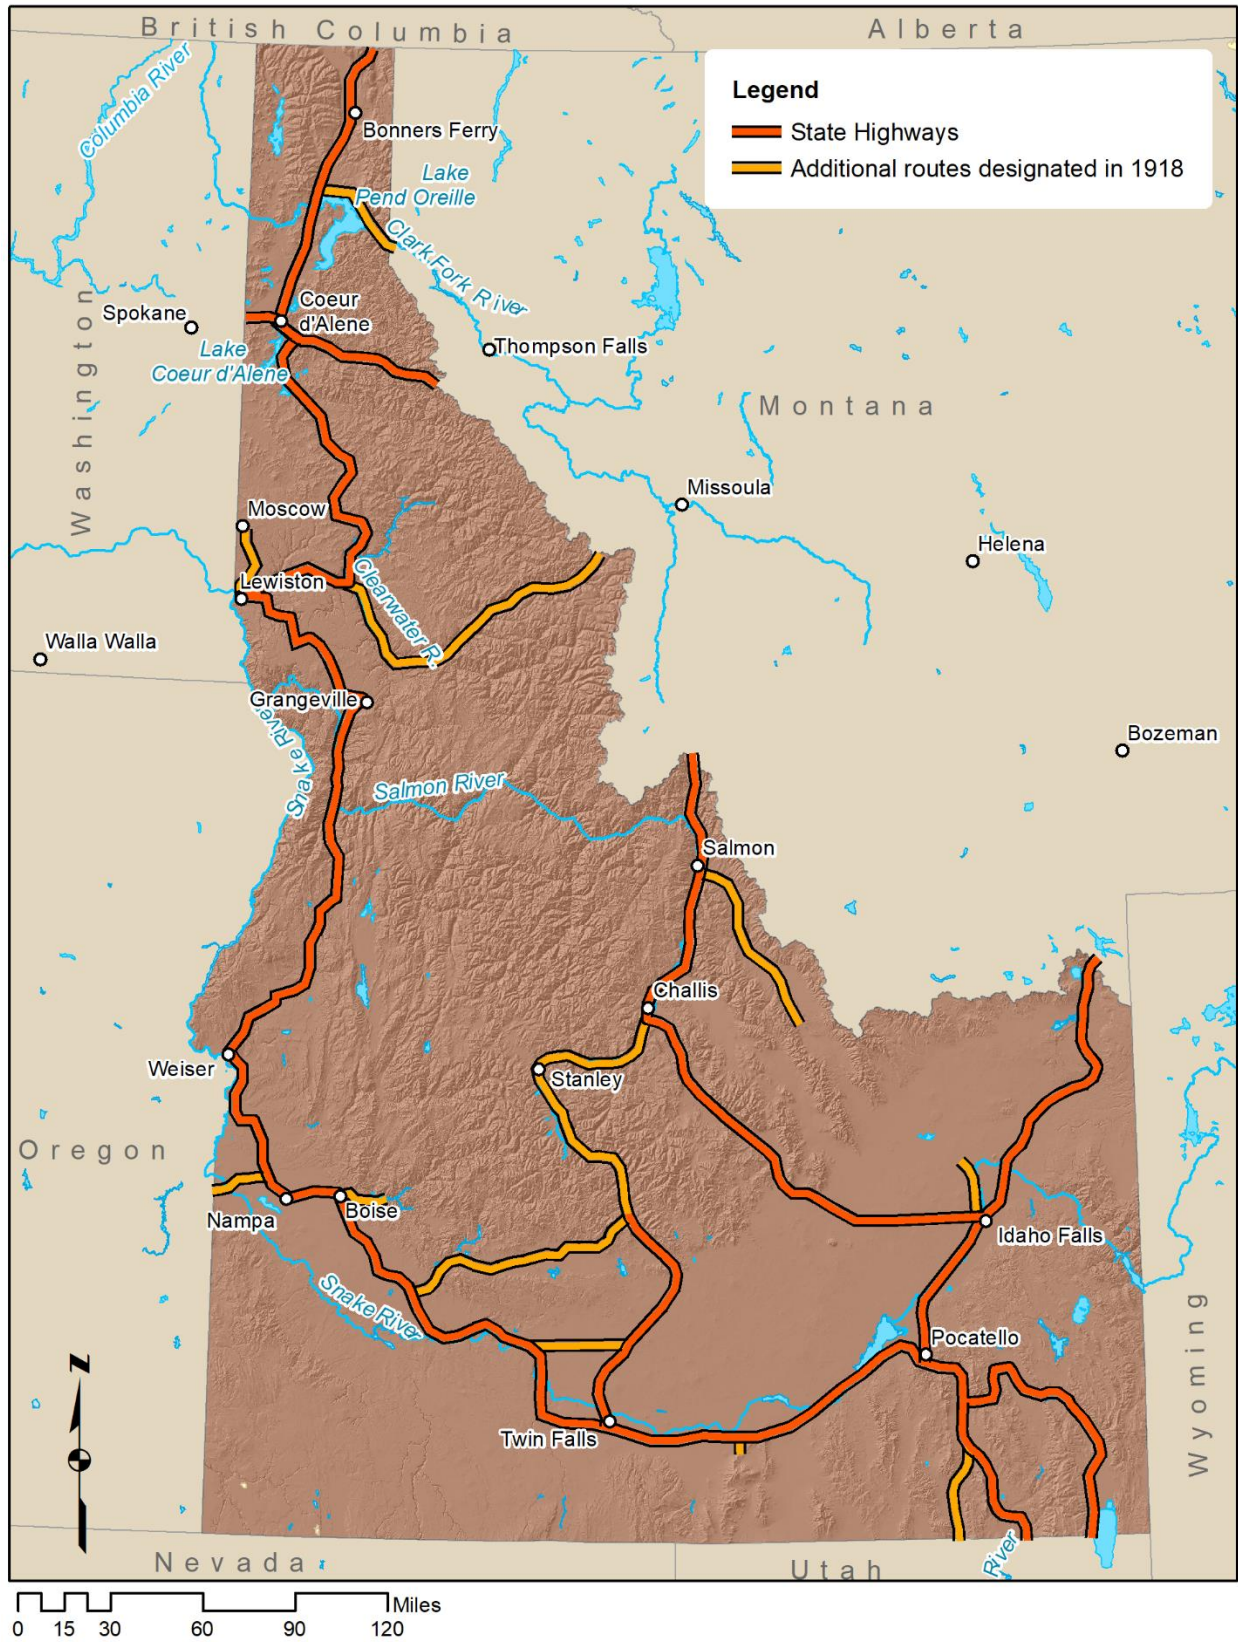 British Columbia
Alberta
Columbia River
Legend
State Highways
Additional routes designated in 1918
Bonners Ferry
Lake
Pend Oreille
Clark Fork River
Washington
Spokane
Coeur
d'Alene
Lake
Coeur d'Alene
Thompson Falls
Montana
Missoula
Moscow
Helena
Lewiston
Clearwater R.
Walla Walla
Grangeville
Snake River
Bozeman
Salmon River
Salmon
Challis
Weiser
Stanley
Oregon
Nampa
Boise
Idaho Falls
Snake River
Pocatello
Wyoming
N
Twin Falls
Nevada
Utah
River
Miles
0 15 30 60 90 120